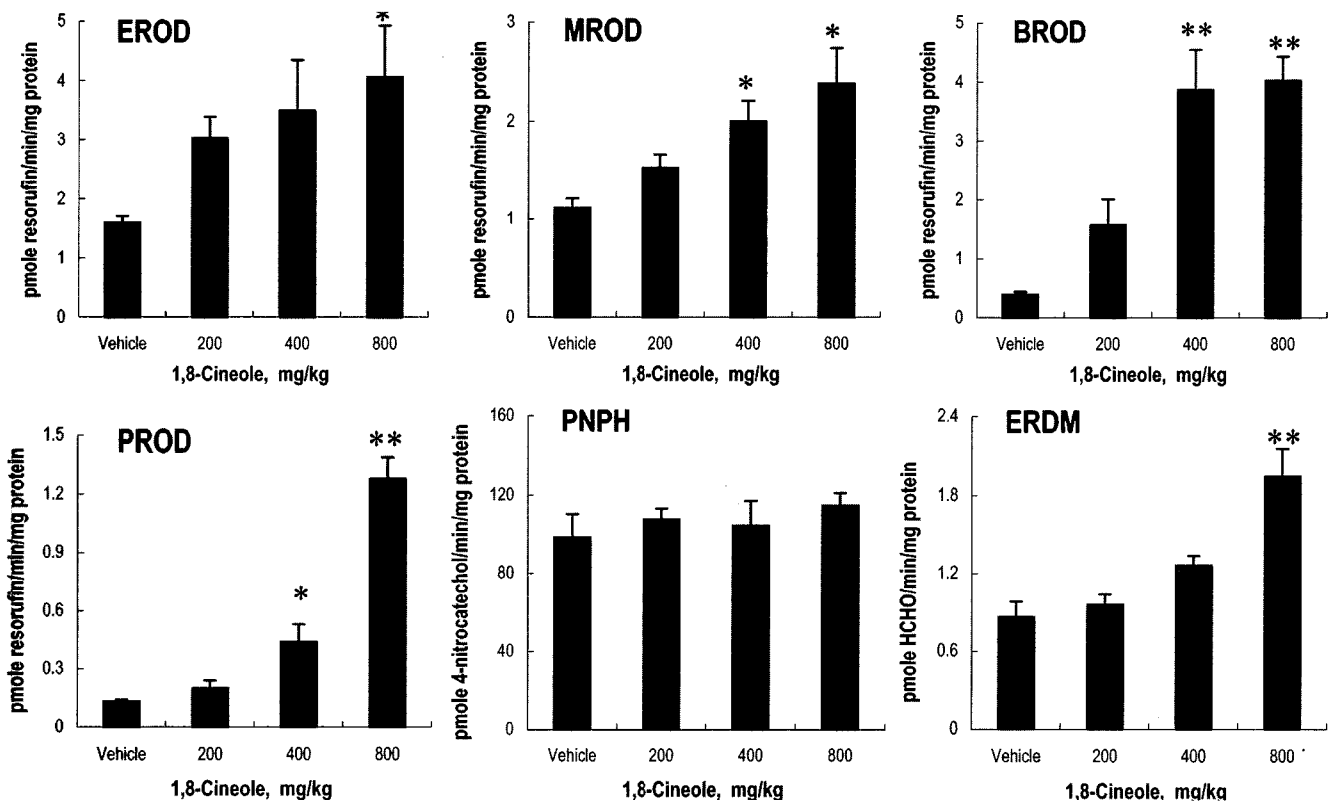 EROD
*
5
4
3
2
1
0
pmole resorufin/min/mg protein
Vehicle 200 400 800
1,8-Cineole, mg/kg
MROD
*
*
3
2
1
0
pmole resorufin/min/mg protein
Vehicle 200 400 800
1,8-Cineole, mg/kg
BROD
**
**
5
4
3
2
1
0
pmole resorufin/min/mg protein
Vehicle 200 400 800
1,8-Cineole, mg/kg
PROD
*
**
1.5
1.2
0.9
0.6
0.3
0
pmole resorufin/min/mg protein
Vehicle 200 400 800
1,8-Cineole, mg/kg
PNPH
160
120
80
40
0
pmole 4-nitrocatechol/min/mg protein
Vehicle 200 400 800
1,8-Cineole, mg/kg
ERDM
**
2.4
1.8
1.2
0.6
0
pmole HCHO/min/mg protein
Vehicle 200 400 800
1,8-Cineole, mg/kg